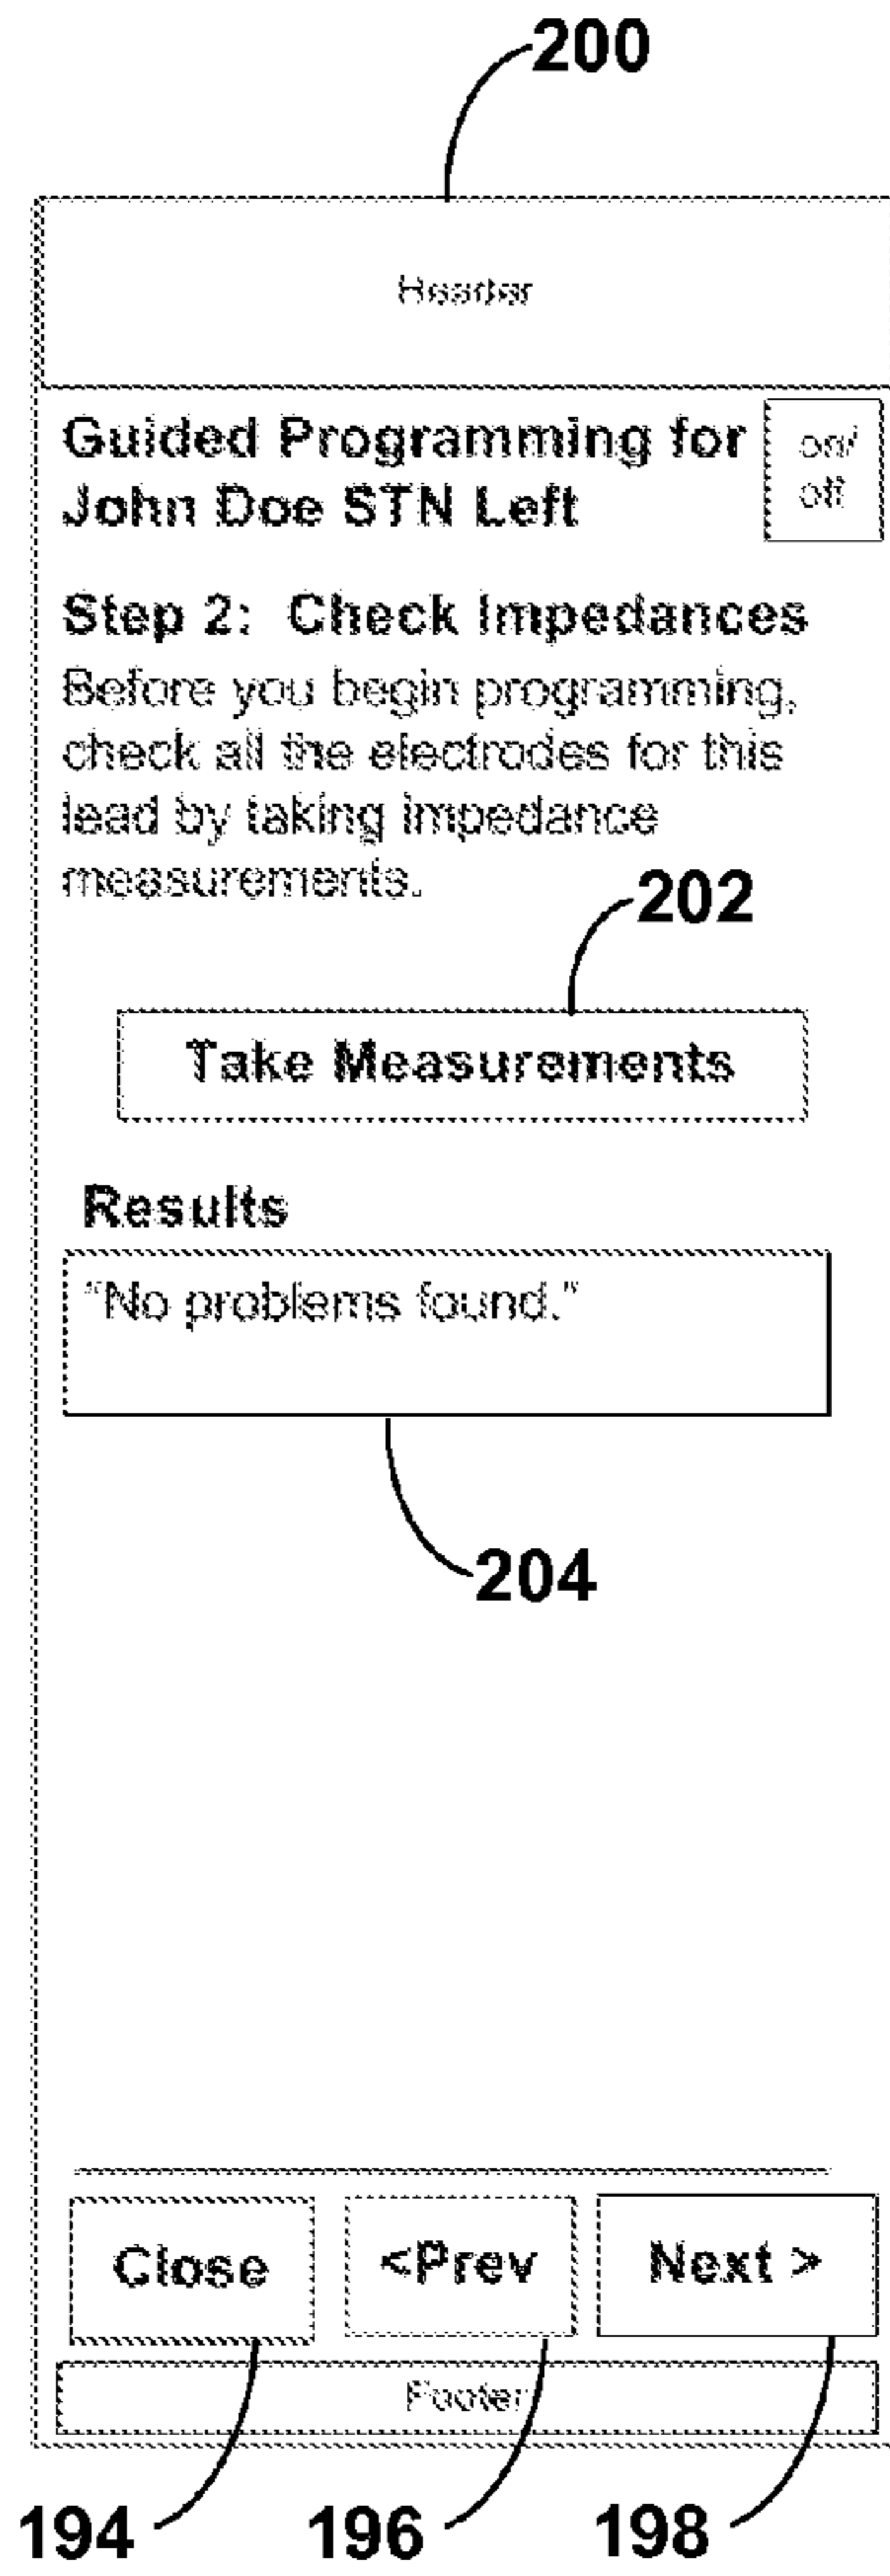 200
Header
Guided Programming for
on/
off
John Doe STN Left
Step 2: Check Impedances
Before you begin programming,
check all the electrodes for this
lead by taking impedance
measurements.
202
Take Measurements
Results
"No problems found."
204
Close
<Prev
Next >
Footer
194
196
198